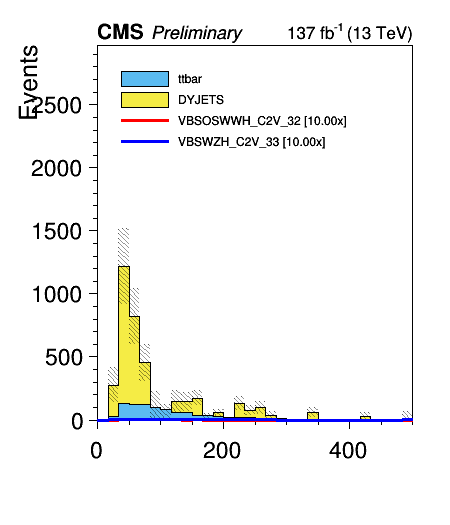 CMS Preliminary 137 fb⁻¹ (13 TeV)
Events
ttbar
DYJETS
VBSOSWWH_C2V_32 [10.00x]
VBSWZH_C2V_33 [10.00x]
2500
2000
1500
1000
500
0
0 200 400